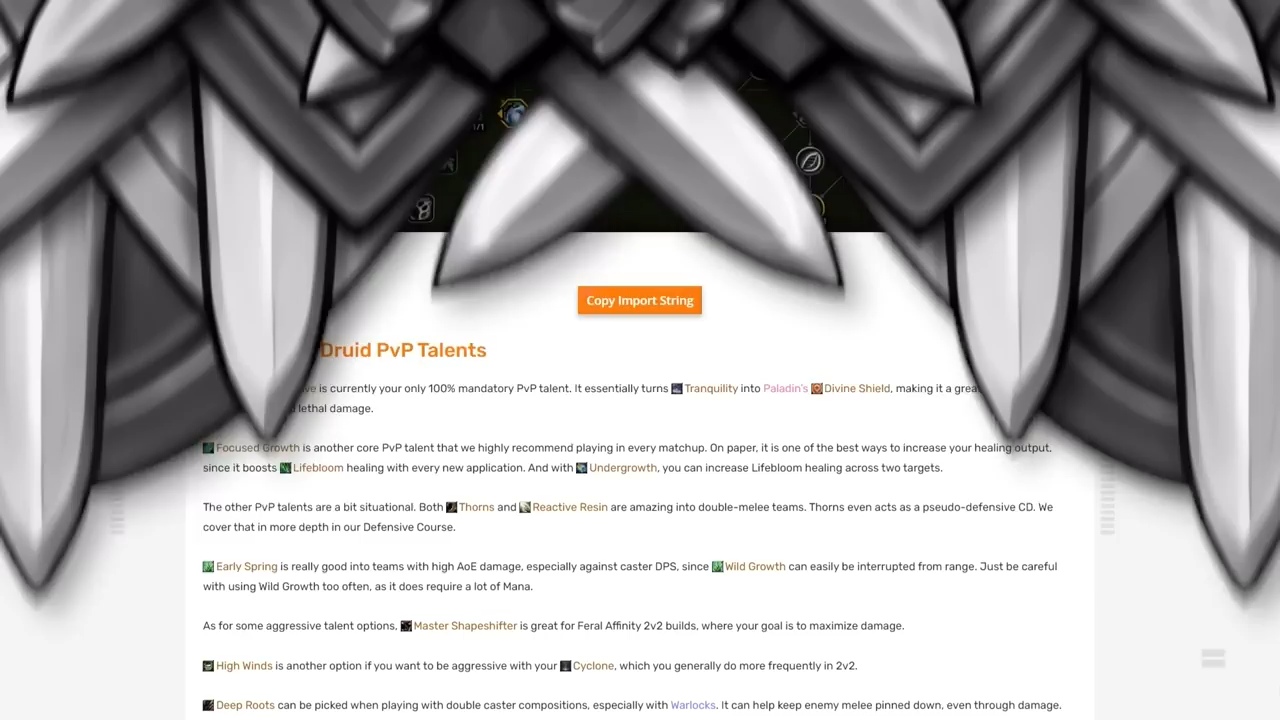 Copy Import String
Druid PvP Talents
is currently your only 100% mandatory PvP talent. It essentially turns Tranquility into Paladin's Divine Shield, making it a great
lethal damage.
Focused Growth is another core PvP talent that we highly recommend playing in every matchup. On paper, it is one of the best ways to increase your healing output,
since it boosts Lifebloom healing with every new application. And with Undergrowth, you can increase Lifebloom healing across two targets.
The other PvP talents are a bit situational. Both Thorns and Reactive Resin are amazing into double-melee teams. Thorns even acts as a pseudo-defensive CD. We
cover that in more depth in our Defensive Course.
Early Spring is really good into teams with high AoE damage, especially against caster DPS, since Wild Growth can easily be interrupted from range. Just be careful
with using Wild Growth too often, as it does require a lot of Mana.
As for some aggressive talent options, Master Shapeshifter is great for Feral Affinity 2v2 builds, where your goal is to maximize damage.
High Winds is another option if you want to be aggressive with your Cyclone, which you generally do more frequently in 2v2.
Deep Roots can be picked when playing with double caster compositions, especially with Warlocks. It can help keep enemy melee pinned down, even through damage.